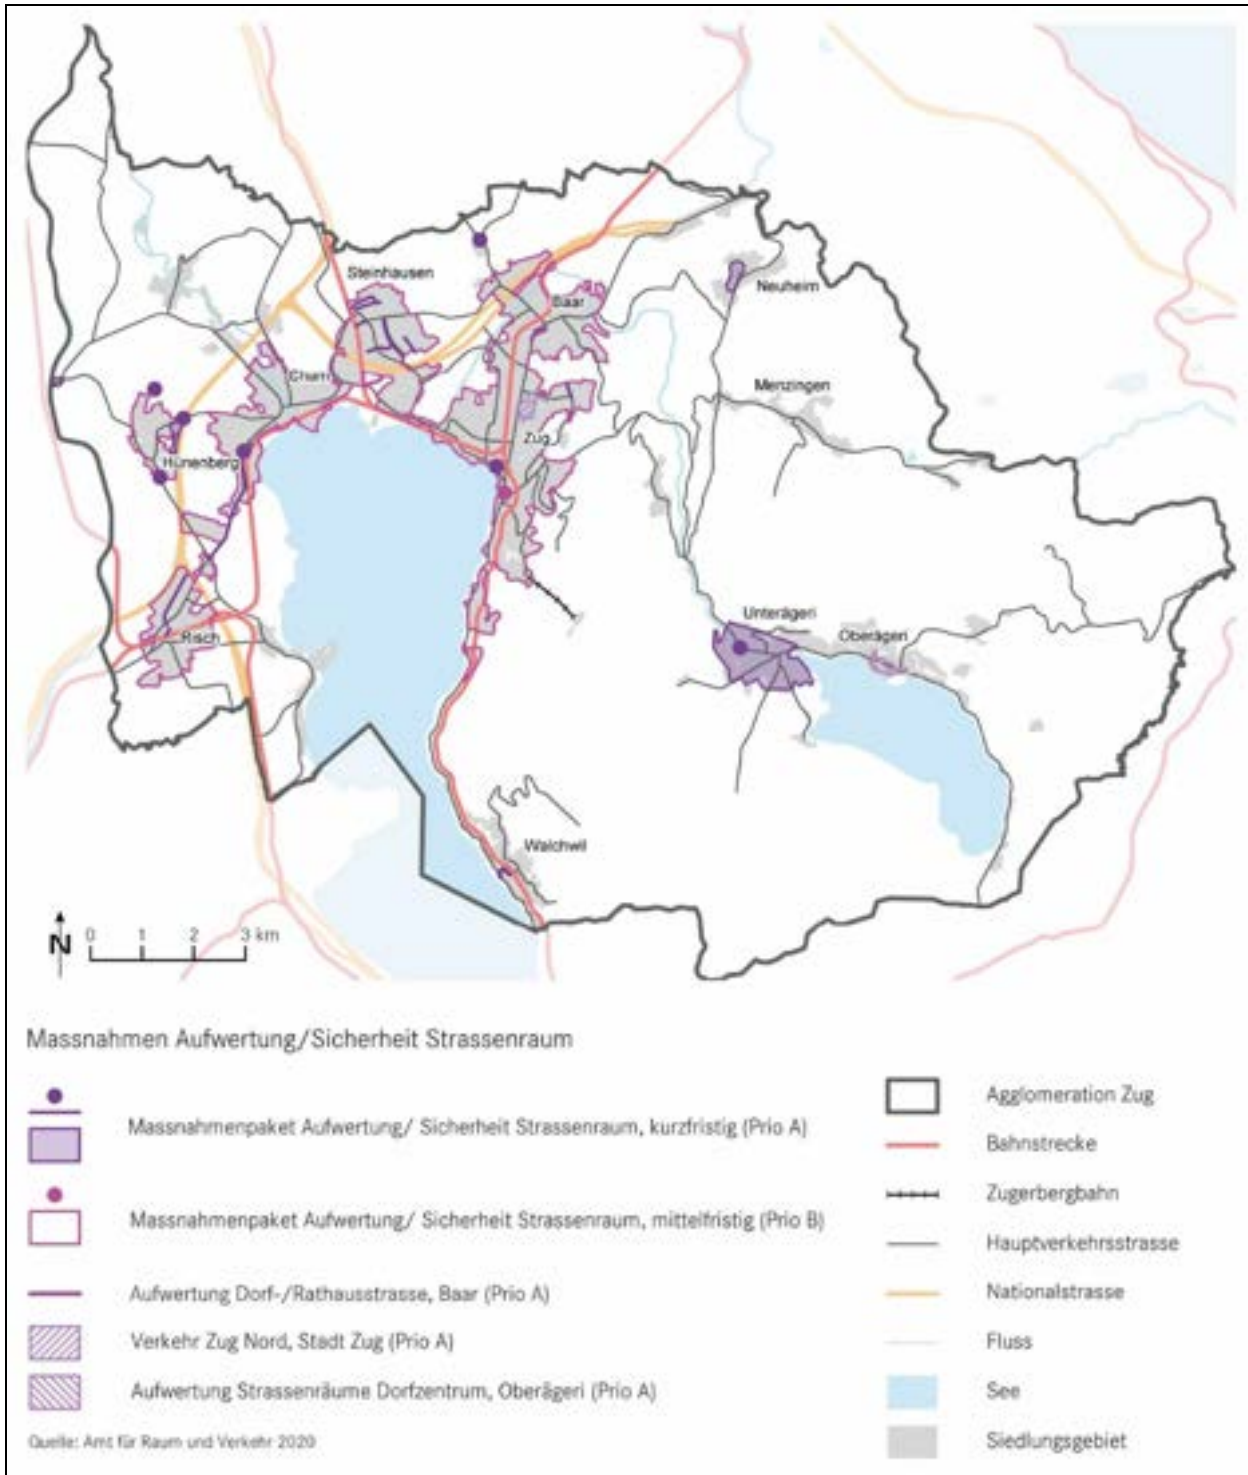 Steinhausen
Baar
Neuheim
Cham
Menzingen
Zug
Hünenberg
Unterägeri
Oberägeri
Risch
Walchwil
N
0 1 2 3 km
Massnahmen Aufwertung/Sicherheit Strassenraum
Massnahmenpaket Aufwertung/ Sicherheit Strassenraum, kurzfristig (Prio A)
Massnahmenpaket Aufwertung/ Sicherheit Strassenraum, mittelfristig (Prio B)
Aufwertung Dorf-/Rathausstrasse, Baar (Prio A)
Verkehr Zug Nord, Stadt Zug (Prio A)
Aufwertung Strassenräume Dorfzentrum, Oberägeri (Prio A)
Quelle: Amt für Raum und Verkehr 2020
Agglomeration Zug
Bahnstrecke
Zugerbergbahn
Hauptverkehrsstrasse
Nationalstrasse
Fluss
See
Siedlungsgebiet